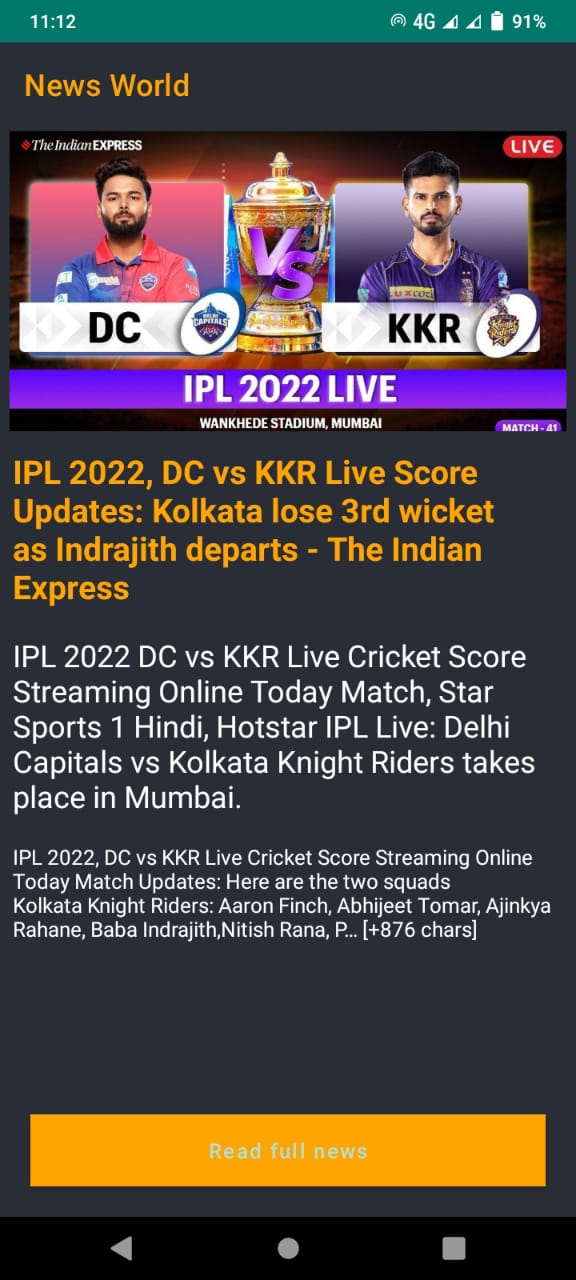 11:12
4G
91%
News World
The Indian EXPRESS
LIVE
VS
DC
DELHI
CAPITALS
KKR
IPL 2022 LIVE
WANKHEDE STADIUM, MUMBAI
MATCH - 41
IPL 2022, DC vs KKR Live Score
Updates: Kolkata lose 3rd wicket
as Indrajith departs - The Indian
Express
IPL 2022 DC vs KKR Live Cricket Score
Streaming Online Today Match, Star
Sports 1 Hindi, Hotstar IPL Live: Delhi
Capitals vs Kolkata Knight Riders takes
place in Mumbai.
IPL 2022, DC vs KKR Live Cricket Score Streaming Online
Today Match Updates: Here are the two squads
Kolkata Knight Riders: Aaron Finch, Abhijeet Tomar, Ajinkya
Rahane, Baba Indrajith,Nitish Rana, P… [+876 chars]
Read full news